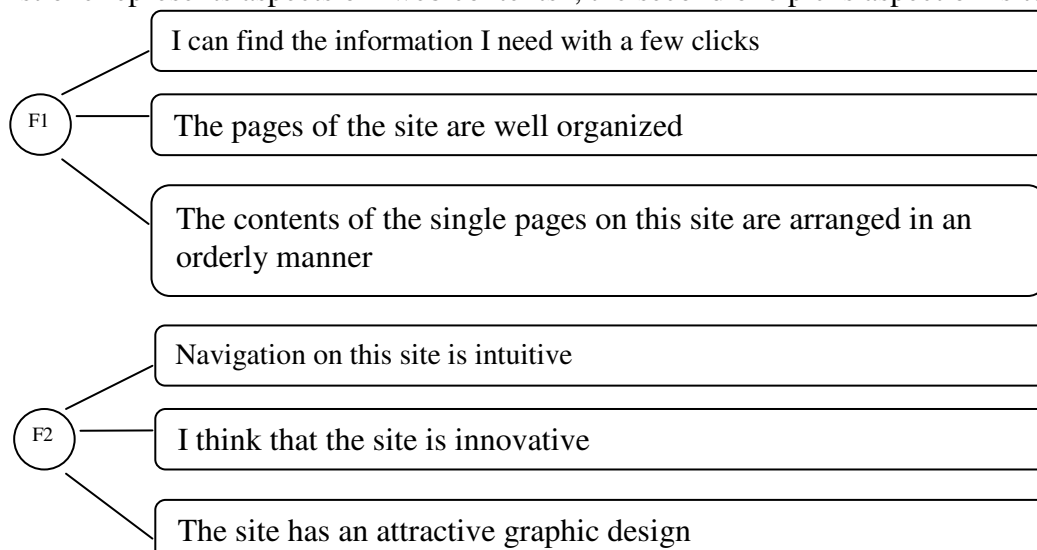 I can find the information I need with a few clicks
F1
The pages of the site are well organized
The contents of the single pages on this site are arranged in an
orderly manner
Navigation on this site is intuitive
F2
I think that the site is innovative
The site has an attractive graphic design